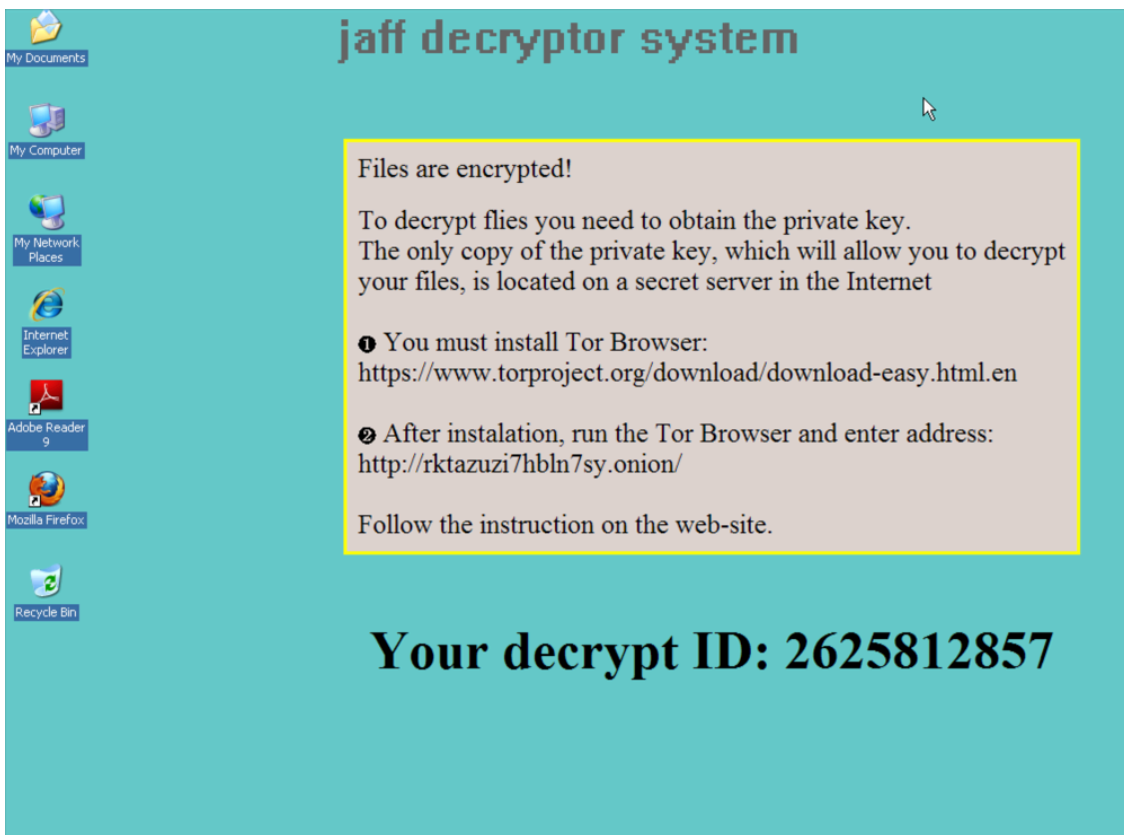 My Documents
My Computer
My Network
Places
Internet
Explorer
Adobe Reader
9
Mozilla Firefox
Recycle Bin
jaff decryptor system
Files are encrypted!
To decrypt flies you need to obtain the private key.
The only copy of the private key, which will allow you to decrypt
your files, is located on a secret server in the Internet
❶ You must install Tor Browser:
https://www.torproject.org/download/download-easy.html.en
❷ After instalation, run the Tor Browser and enter address:
http://rktazuzi7hbln7sy.onion/
Follow the instruction on the web-site.
Your decrypt ID: 2625812857